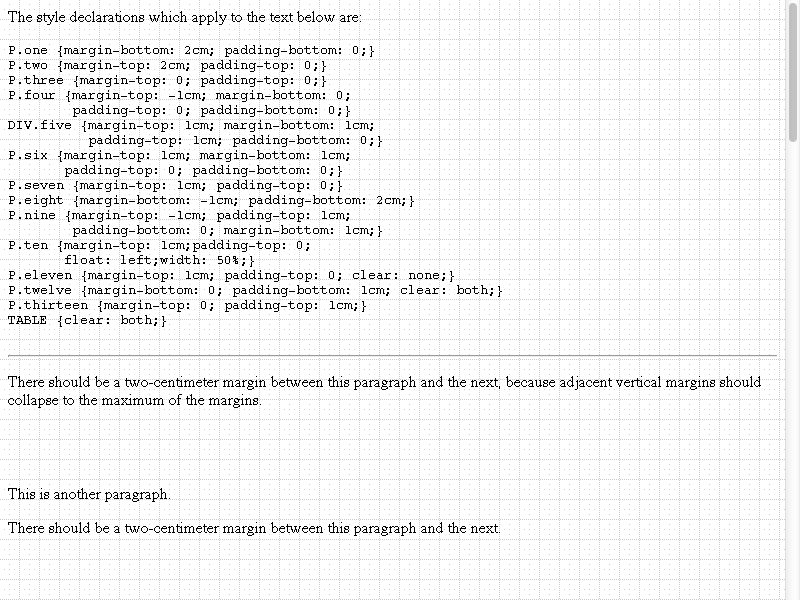 The style declarations which apply to the text below are:
P.one {margin-bottom: 2cm; padding-bottom: 0;}
P.two {margin-top: 2cm; padding-top: 0;}
P.three {margin-top: 0; padding-top: 0;}
P.four {margin-top: -1cm; margin-bottom: 0;
padding-top: 0; padding-bottom: 0;}
DIV.five {margin-top: 1cm; margin-bottom: 1cm;
padding-top: 1cm; padding-bottom: 0;}
P.six {margin-top: 1cm; margin-bottom: 1cm;
padding-top: 0; padding-bottom: 0;}
P.seven {margin-top: 1cm; padding-top: 0;}
P.eight {margin-bottom: -1cm; padding-bottom: 2cm;}
P.nine {margin-top: -1cm; padding-top: 1cm;
padding-bottom: 0; margin-bottom: 1cm;}
P.ten {margin-top: 1cm;padding-top: 0;
float: left;width: 50%;}
P.eleven {margin-top: 1cm; padding-top: 0; clear: none;}
P.twelve {margin-bottom: 0; padding-bottom: 1cm; clear: both;}
P.thirteen {margin-top: 0; padding-top: 1cm;}
TABLE {clear: both;}
There should be a two-centimeter margin between this paragraph and the next, because adjacent vertical margins should
collapse to the maximum of the margins.
This is another paragraph.
There should be a two-centimeter margin between this paragraph and the next.